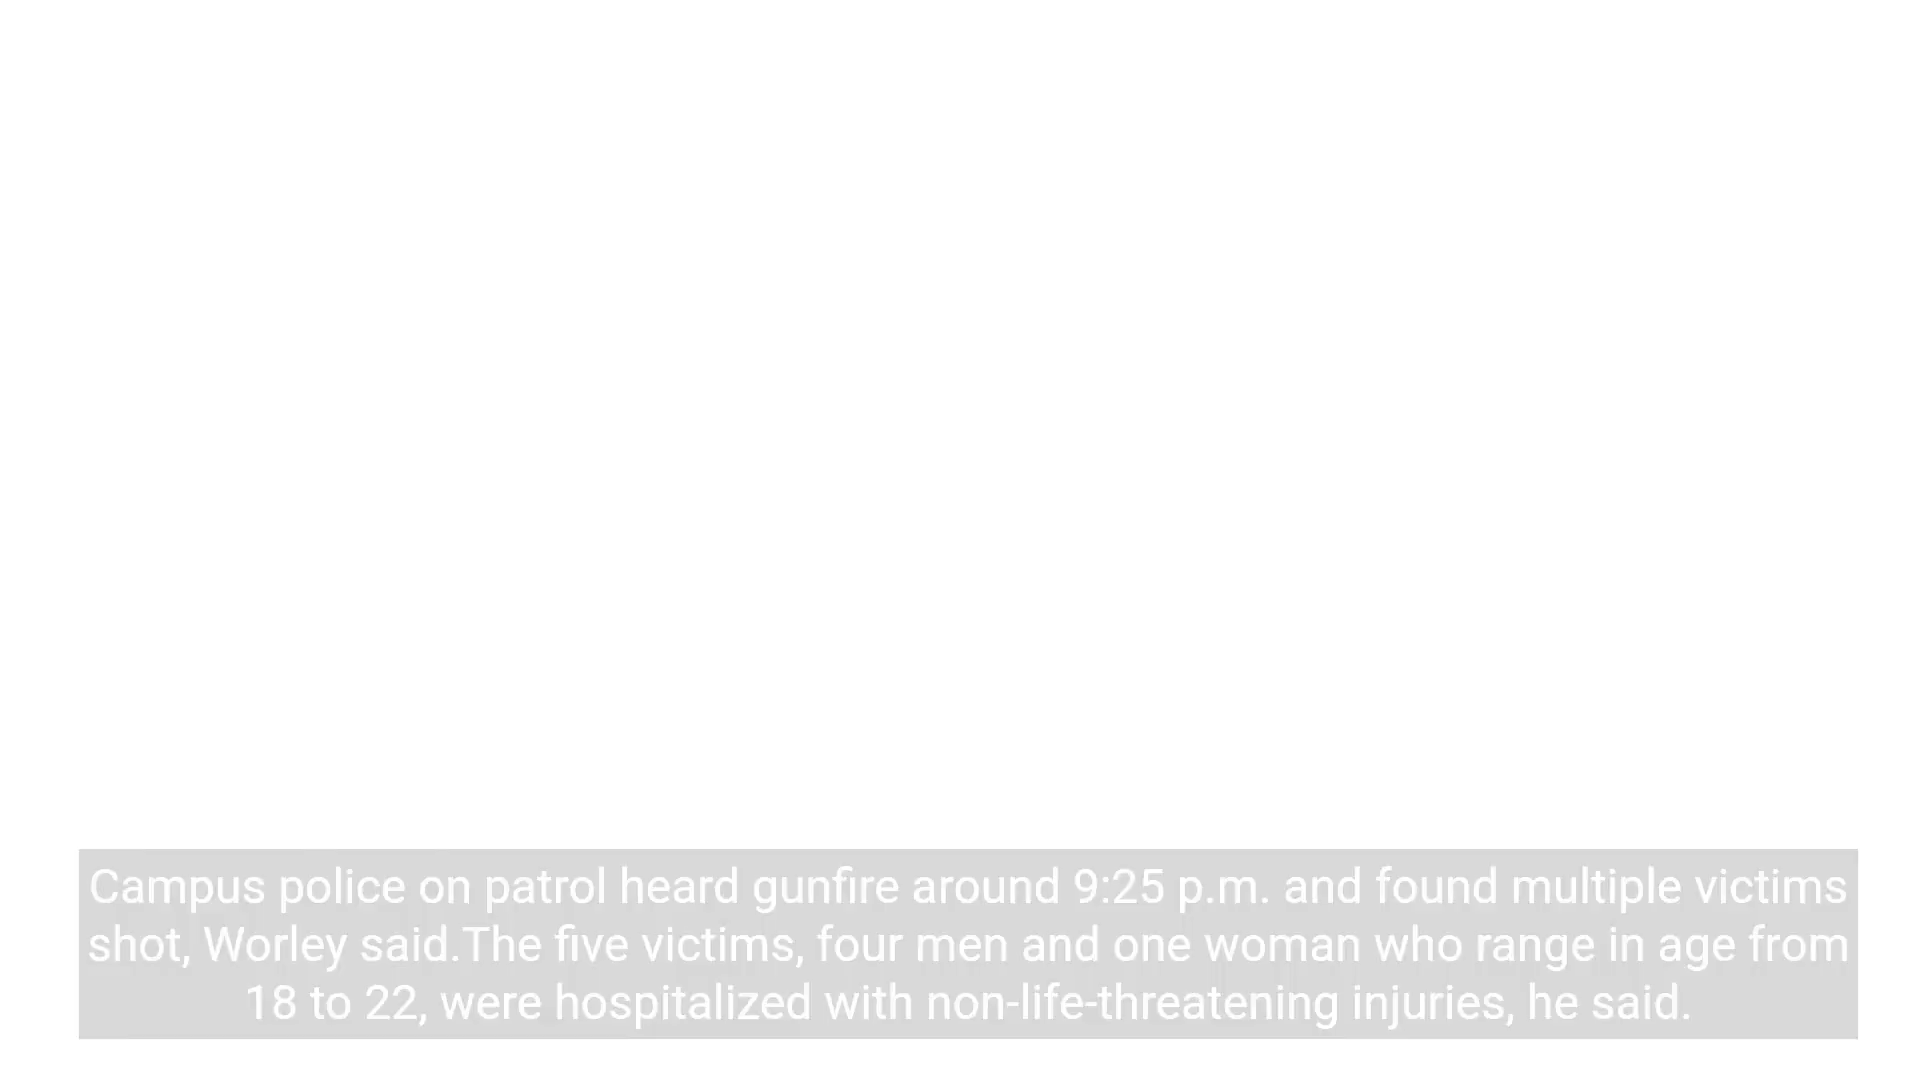 Campus police on patrol heard gunfire around 9:25 p.m. and found multiple victims
shot, Worley said.The five victims, four men and one woman who range in age from
18 to 22, were hospitalized with non-life-threatening injuries, he said.